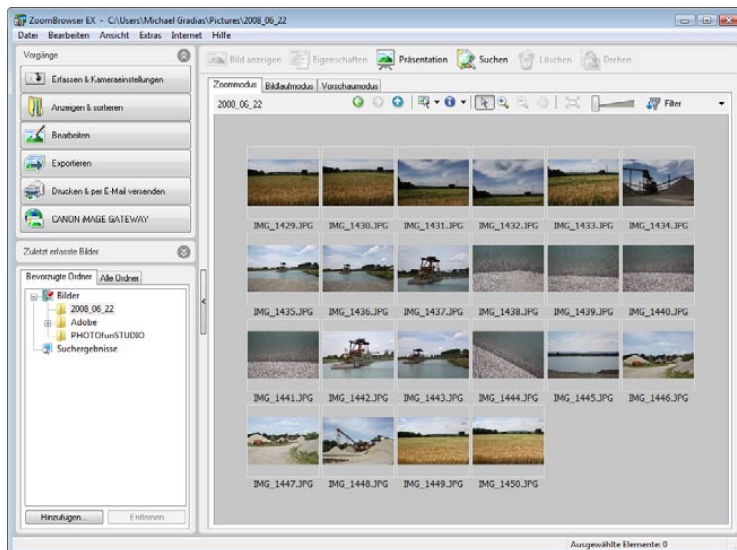 ZoomBrowser EX - C:\Users\Michael Gradias\Pictures\2008_06_22
Datei Bearbeiten Ansicht Extras Internet Hilfe
Vorgänge
Erfassen & Kameraeinstellungen
Anzeigen & sortieren
Bearbeiten
Exportieren
Drucken & per E-Mail versenden
CANON iMAGE GATEWAY
Zuletzt erfasste Bilder
Bevorzugte Ordner Alle Ordner
Bilder
2008_06_22
Adobe
PHOTOfunSTUDIO
Suchergebnisse
Hinzufügen... Entfernen
Bild anzeigen Eigenschaften Präsentation Suchen Löschen Drehen
Zoommodus Bildlaufmodus Vorschaumodus
2008_06_22 Filter
IMG_1429.JPG IMG_1430.JPG IMG_1431.JPG IMG_1432.JPG IMG_1433.JPG IMG_1434.JPG
IMG_1435.JPG IMG_1436.JPG IMG_1437.JPG IMG_1438.JPG IMG_1439.JPG IMG_1440.JPG
IMG_1441.JPG IMG_1442.JPG IMG_1443.JPG IMG_1444.JPG IMG_1445.JPG IMG_1446.JPG
IMG_1447.JPG IMG_1448.JPG IMG_1449.JPG IMG_1450.JPG
Ausgewählte Elemente: 0